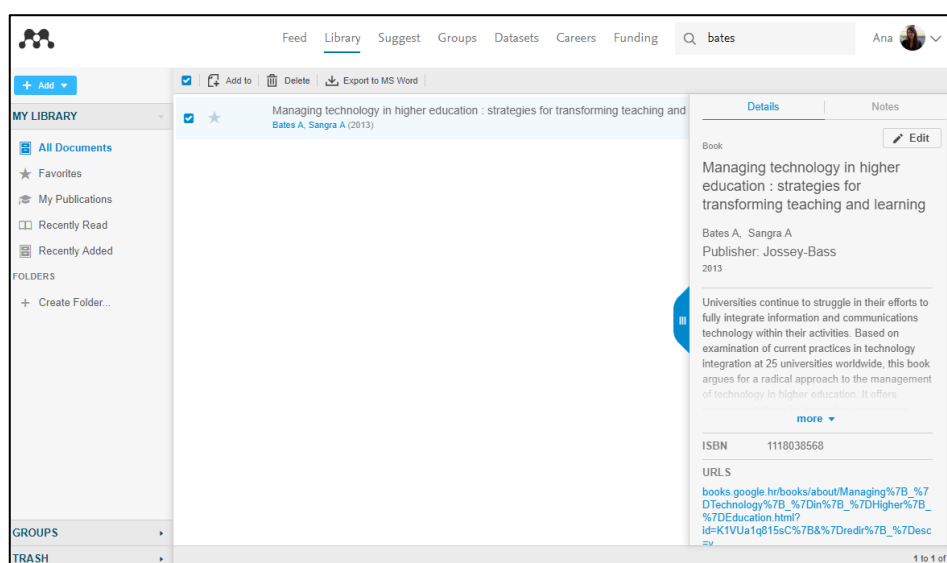 Feed Library Suggest Groups Datasets Careers Funding bates Ana
+ Add
Add to Delete Export to MS Word
MY LIBRARY
All Documents
Favorites
My Publications
Recently Read
Recently Added
FOLDERS
+ Create Folder...
GROUPS
TRASH
Managing technology in higher education : strategies for transforming teaching and
Bates A, Sangra A (2013)
Details Notes
Edit
Book
Managing technology in higher
education : strategies for
transforming teaching and learning
Bates A, Sangra A
Publisher: Jossey-Bass
2013
Universities continue to struggle in their efforts to
fully integrate information and communications
technology within their activities. Based on
examination of current practices in technology
integration at 25 universities worldwide, this book
argues for a radical approach to the management
of technology in higher education. It offers
more
ISBN 1118038568
URLS
books.google.hr/books/about/Managing%7B_%7
DTechnology%7B_%7Din%7B_%7DHigher%7B_
%7DEducation.html?
id=K1VUa1q815sC%7B&%7Dredir%7B_%7Desc
=y
1 to 1 of